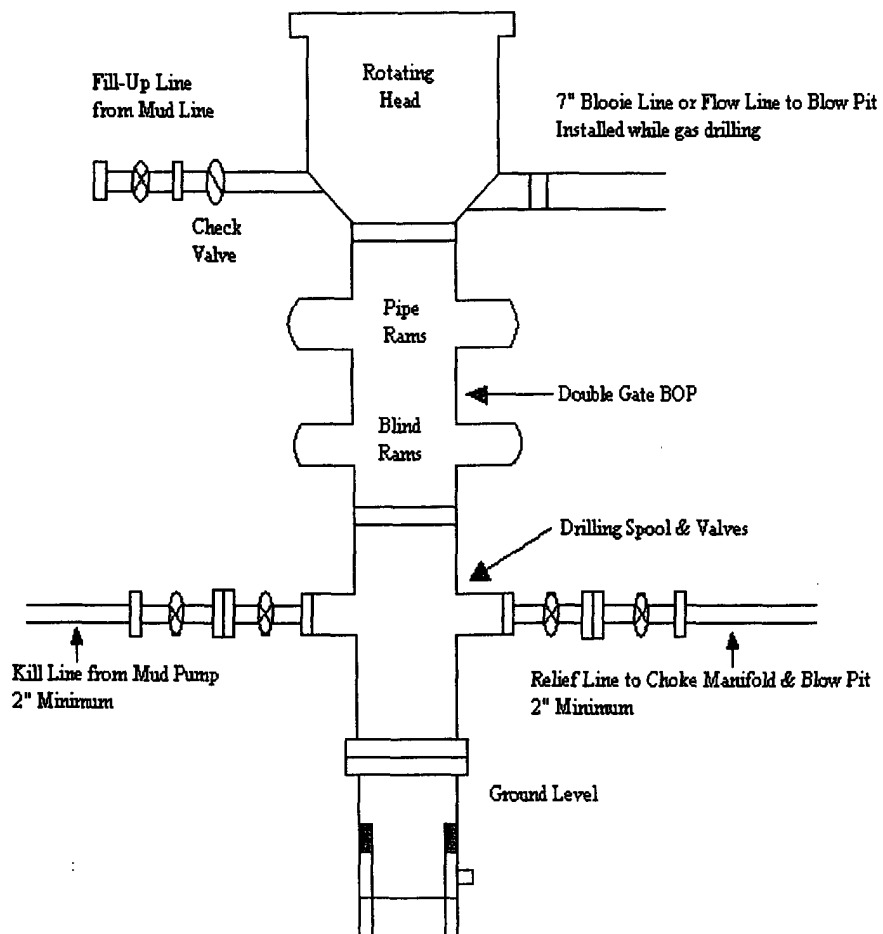 Rotating
Head
Fill-Up Line
from Mud Line
7" Blooie Line or Flow Line to Blow Pit
Installed while gas drilling
Check
Valve
Pipe
Rams
Double Gate BOP
Blind
Rams
Drilling Spool & Valves
Kill Line from Mud Pump
2" Minimum
Relief Line to Choke Manifold & Blow Pit
2" Minimum
Ground Level